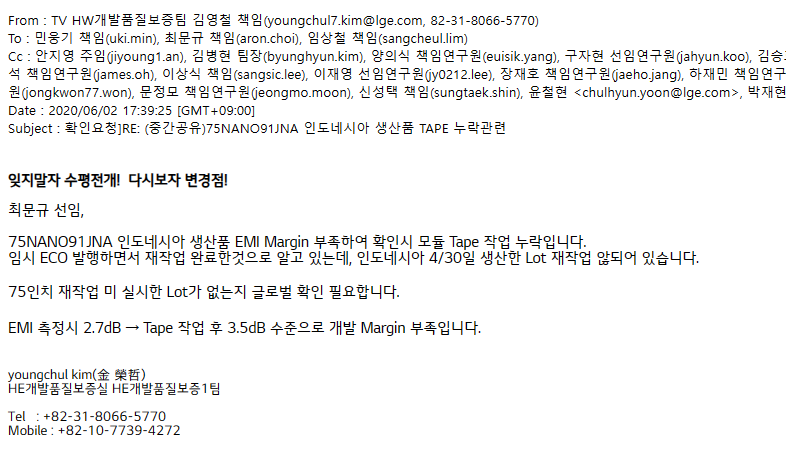 From : TV HW개발품질보증팀 김영철 책임(youngchul7.kim@lge.com, 82-31-8066-5770)
To : 민웅기 책임(uki.min), 최문규 책임(aron.choi), 임상철 책임(sangcheul.lim)
Cc : 안지영 주임(jiyoung1.an), 김병현 팀장(byunghyun.kim), 양의식 책임연구원(euisik.yang), 구자현 선임연구원(jahyun.koo), 김승
석 책임연구원(james.oh), 이상식 책임(sangsic.lee), 이재영 선임연구원(jy0212.lee), 장재호 책임연구원(jaeho.jang), 하재민 책임연구
원(jongkwon77.won), 문정모 책임연구원(jeongmo.moon), 신성택 책임(sungtaek.shin), 윤철현 <chulhyun.yoon@lge.com>, 박재현
Date : 2020/06/02 17:39:25 [GMT+09:00]
Subject : 확인요청]RE: (중간공유)75NANO91JNA 인도네시아 생산품 TAPE 누락관련
잊지말자 수평전개! 다시보자 변경점!
최문규 선임,
75NANO91JNA 인도네시아 생산품 EMI Margin 부족하여 확인시 모듈 Tape 작업 누락입니다.
임시 ECO 발행하면서 재작업 완료한것으로 알고 있는데, 인도네시아 4/30일 생산한 Lot 재작업 않되어 있습니다.
75인치 재작업 미 실시한 Lot가 없는지 글로벌 확인 필요합니다.
EMI 측정시 2.7dB → Tape 작업 후 3.5dB 수준으로 개발 Margin 부족입니다.
youngchul kim(金 榮哲)
HE개발품질보증실 HE개발품질보증1팀
Tel : +82-31-8066-5770
Mobile : +82-10-7739-4272